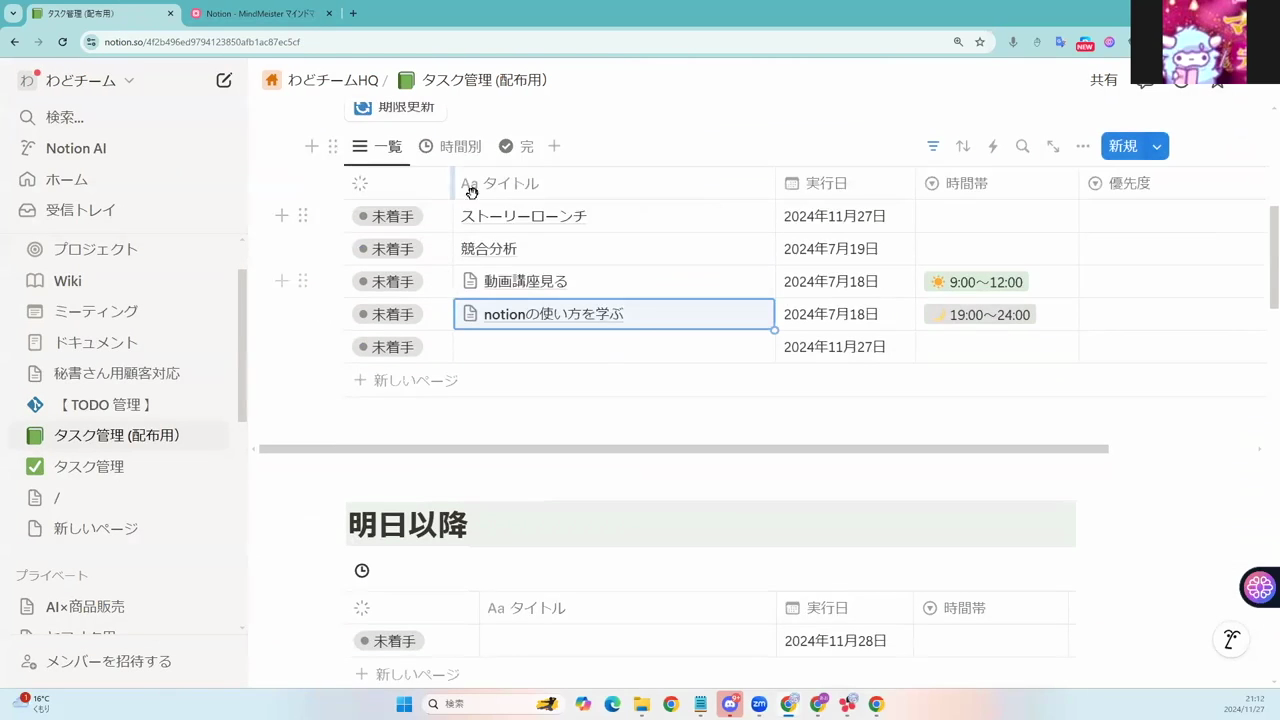 タスク管理 (配布用)
Notion - MindMeister マインドマ
notion.so/4f2b496ed9794123850afb1ac87ec5cf
NEW
わ わどチーム
わどチームHQ / タスク管理 (配布用)
共有
検索...
Notion AI
ホーム
受信トレイ
プロジェクト
Wiki
ミーティング
ドキュメント
秘書さん用顧客対応
【 TODO 管理 】
タスク管理 (配布用)
タスク管理
/
新しいページ
プライベート
AI×商品販売
メンバーを招待する
期限更新
一覧 時間別 完
新規
Aa タイトル 実行日 時間帯 優先度
未着手 ストーリーローンチ 2024年11月27日
未着手 競合分析 2024年7月19日
未着手 動画講座見る 2024年7月18日 9:00〜12:00
未着手 notionの使い方を学ぶ 2024年7月18日 19:00〜24:00
未着手 2024年11月27日
新しいページ
明日以降
Aa タイトル 実行日 時間帯
未着手 2024年11月28日
新しいページ
1
16°C
くもり
検索
21:12
2024/11/27